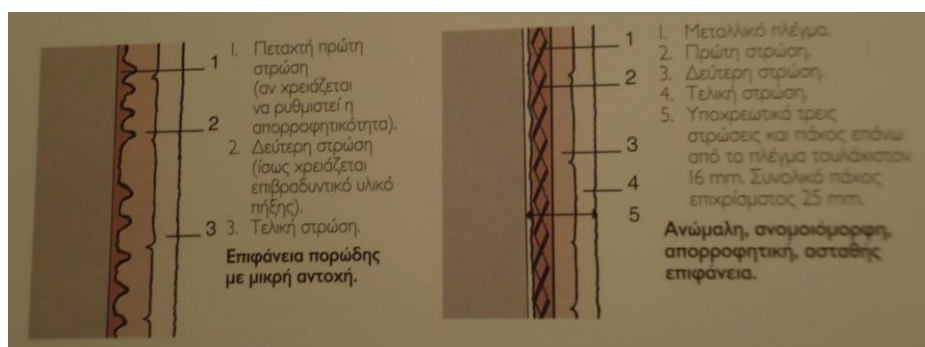 1
2
3
1. Πεταχτή πρώτη
στρώση
(αν χρειάζεται
να ρυθμιστεί η
απορροφητικότητα).
2. Δεύτερη στρώση
(ίσως χρειάζεται
επιβραδυντικό υλικό
πήξης).
3. Τελική στρώση.
Επιφάνεια πορώδης
με μικρή αντοχή.
1
2
3
4
5
1. Μεταλλικό πλέγμα.
2. Πρώτη στρώση.
3. Δεύτερη στρώση.
4. Τελική στρώση.
5. Υποχρεωτικά τρεις
στρώσεις και πάχος επάνω
από το πλέγμα τουλάχιστον
16 mm. Συνολικό πάχος
επιχρίσματος 25 mm.
Ανώμαλη, ανομοιόμορφη,
απορροφητική, ασταθής
επιφάνεια.